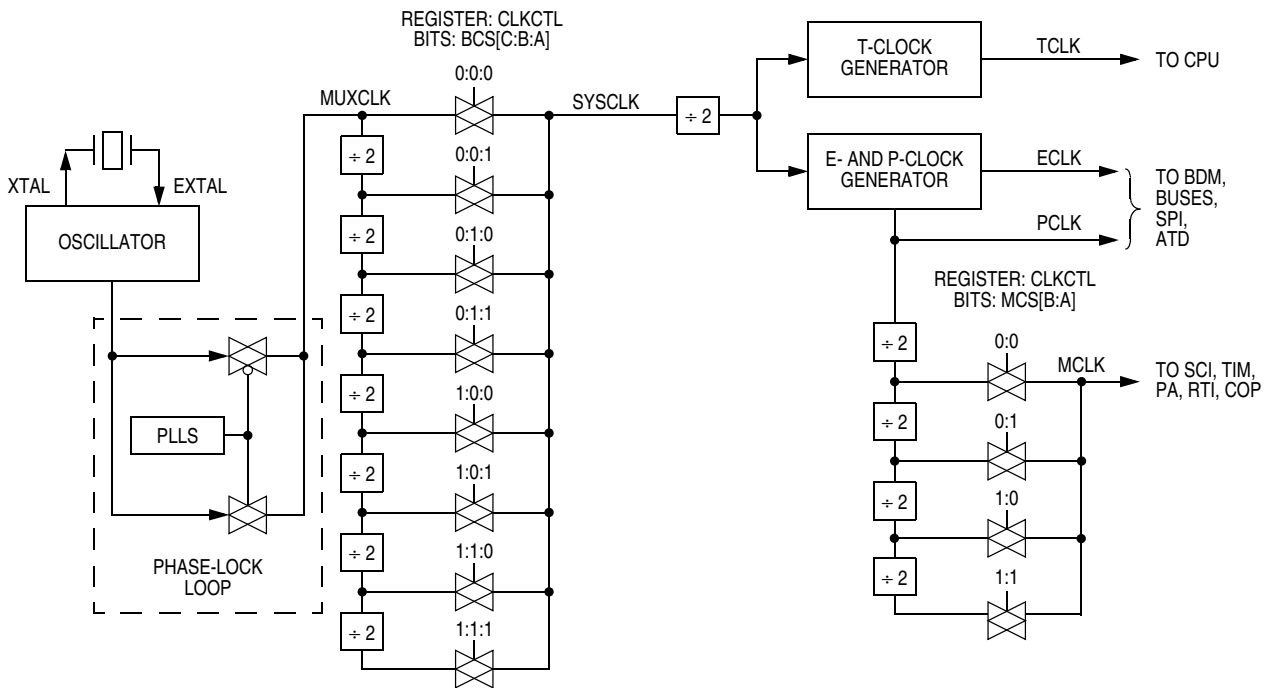 REGISTER: CLKCTL
BITS: BCS[C:B:A]
0:0:0
MUXCLK
SYSCLK
÷ 2
T-CLOCK
GENERATOR
TCLK
TO CPU
÷ 2
0:0:1
E- AND P-CLOCK
GENERATOR
ECLK
PCLK
TO BDM,
BUSES,
SPI,
ATD
XTAL
EXTAL
OSCILLATOR
÷ 2
0:1:0
÷ 2
0:1:1
÷ 2
1:0:0
÷ 2
1:0:1
÷ 2
1:1:0
÷ 2
1:1:1
PLLS
PHASE-LOCK
LOOP
REGISTER: CLKCTL
BITS: MCS[B:A]
÷ 2
0:0
MCLK
TO SCI, TIM,
PA, RTI, COP
÷ 2
0:1
÷ 2
1:0
÷ 2
1:1